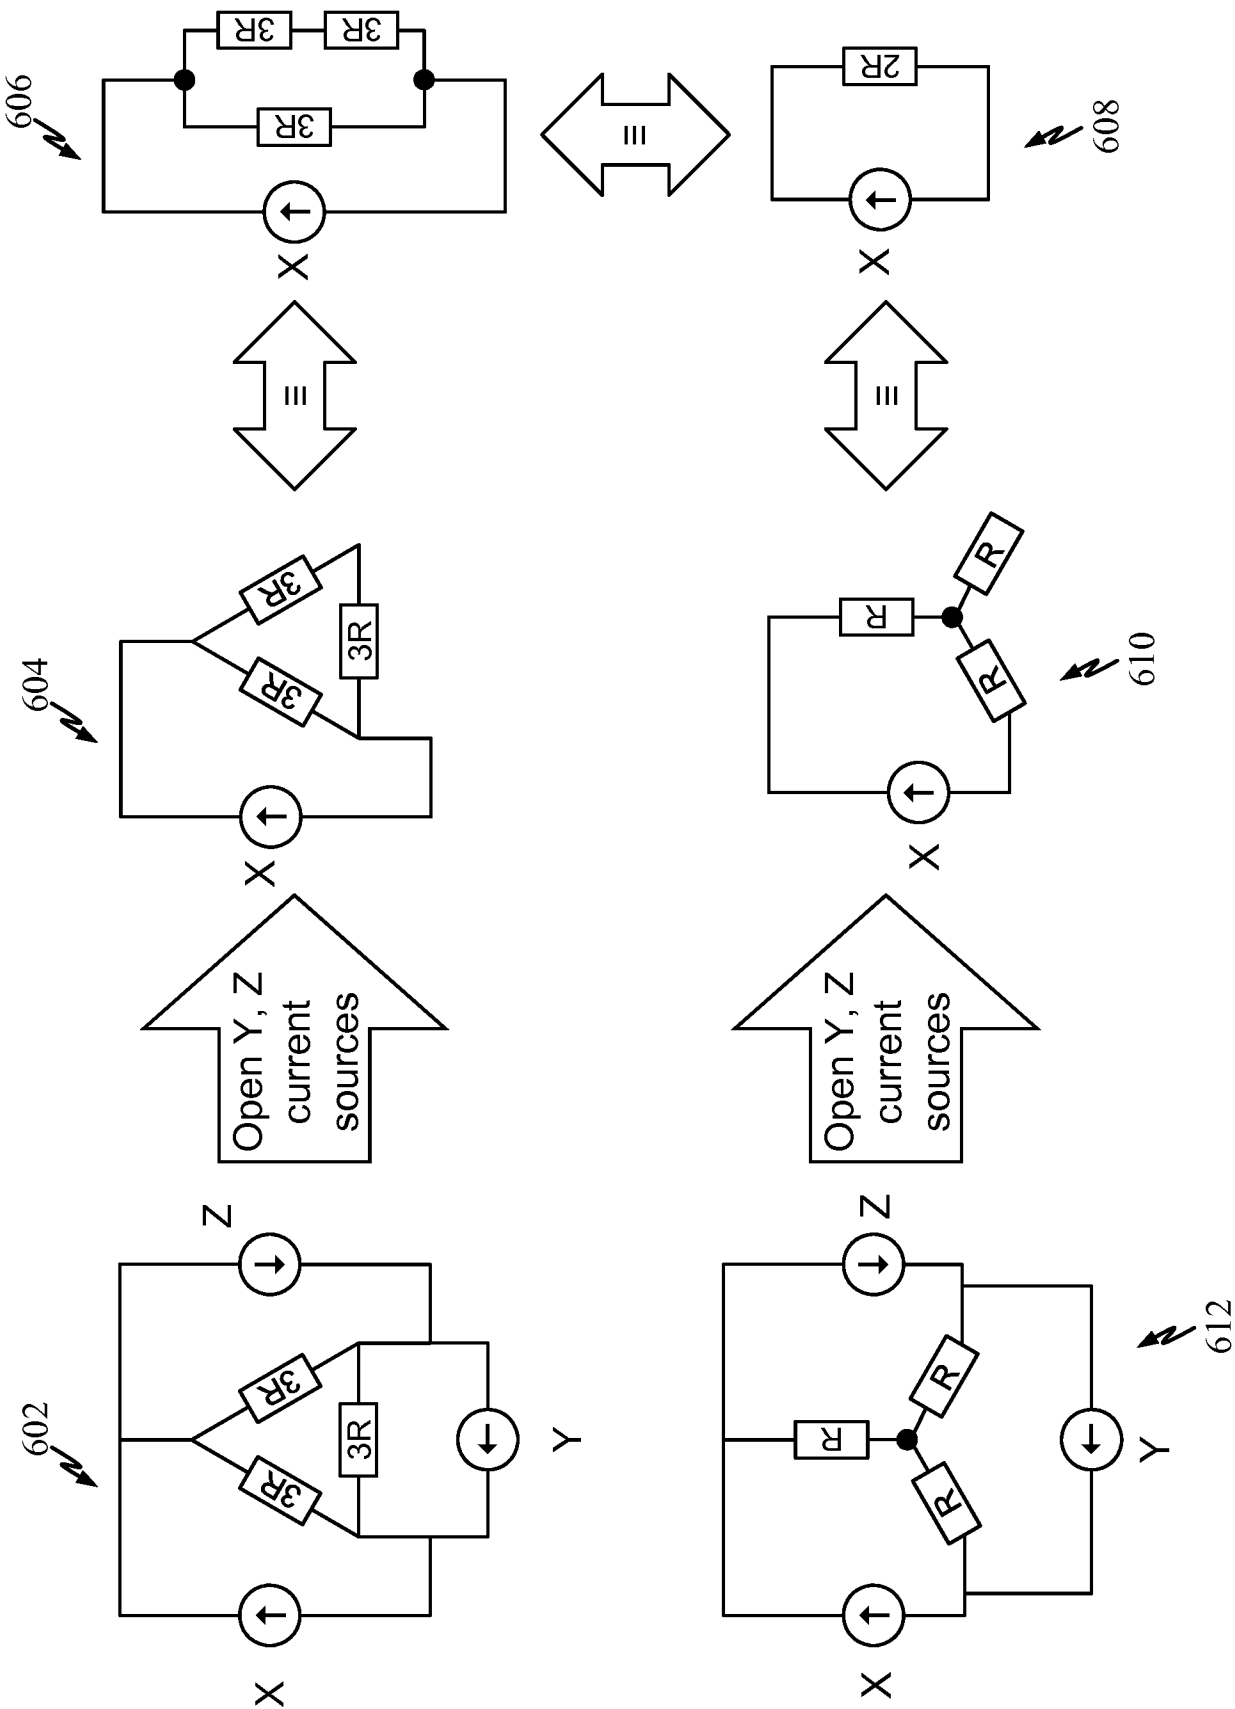 606
3R
3R
3R
X
608
2R
X
604
3R
3R
3R
X
610
R
R
R
X
≡
≡
≡
Open Y, Z
current
sources
Open Y, Z
current
sources
602
3R
3R
3R
X
Y
Z
612
R
R
R
X
Y
Z